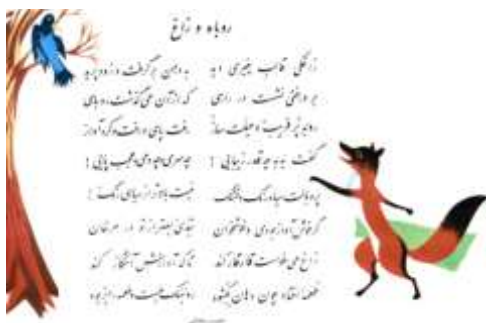 روباه و زاغ
زاغکی قالب پنیری دید به دهن برگرفت و زود پرید
بر درختی نشست در راهی که از آن می‌گذشت روباهی
روبه پر فریب و حیلت ساز رفت پای درخت و کرد آواز
گفت به به چقدر زیبایی ! چه سری چه دمی عجب پایی !
پر و بالت سیاه رنگ و قشنگ نیست بالاتر از سیاهی رنگ !
گر خوش آواز بودی و خوشخوان نبدی بهتر از تو در مرغان
زاغ می‌خواست قار قار کند تا که آوازش آشکار کند
طعمه افتاد چون دهان بگشود روبهک جست و طعمه را بربود